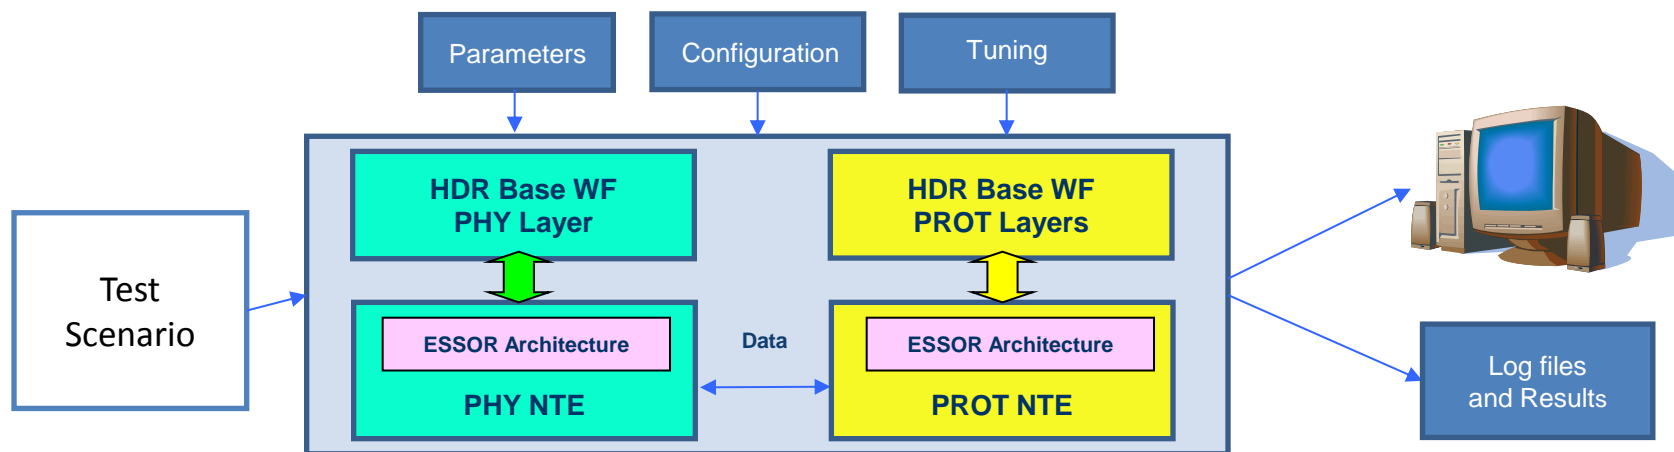 Parameters
Configuration
Tuning
HDR Base WF
PHY Layer
HDR Base WF
PROT Layers
Test
Scenario
ESSOR Architecture
PHY NTE
Data
ESSOR Architecture
PROT NTE
Log files
and Results